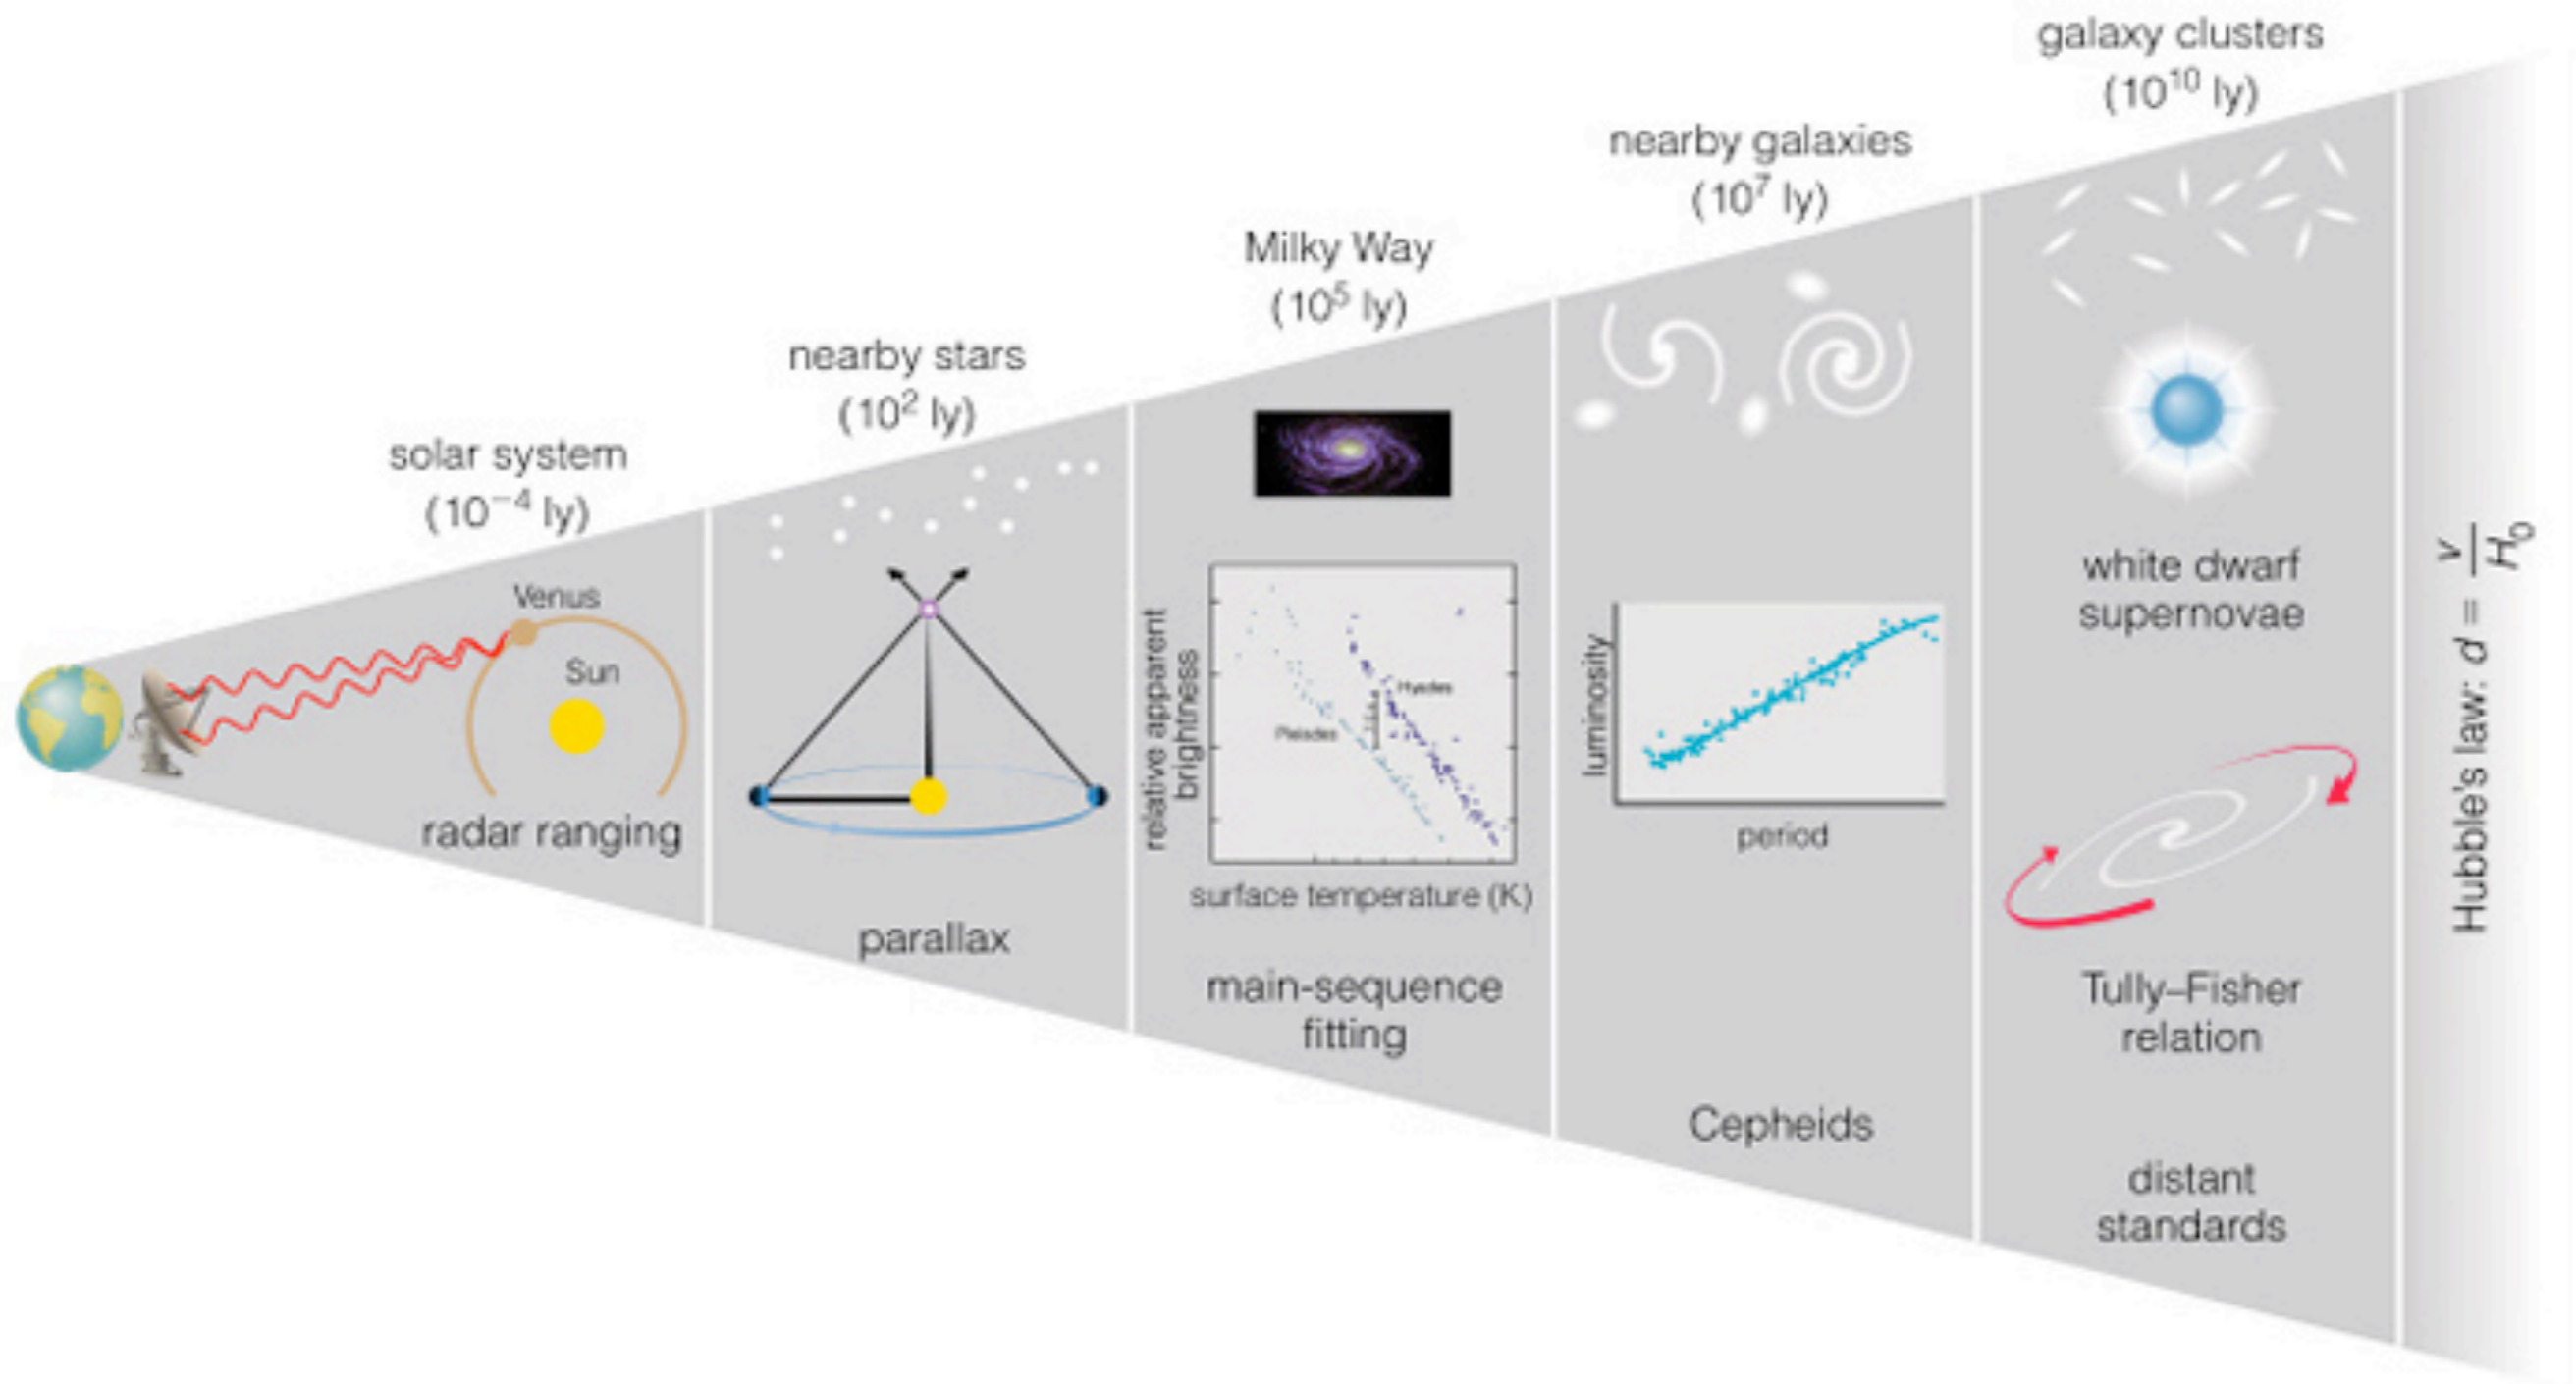 solar system
(10⁻⁴ ly)
Venus
Sun
radar ranging
nearby stars
(10² ly)
parallax
Milky Way
(10⁵ ly)
relative apparent
brightness
Hyades
Pleiades
surface temperature (K)
main-sequence
fitting
nearby galaxies
(10⁷ ly)
luminosity
period
Cepheids
galaxy clusters
(10¹⁰ ly)
white dwarf
supernovae
Tully–Fisher
relation
distant
standards
Hubble's law: d = v/H₀